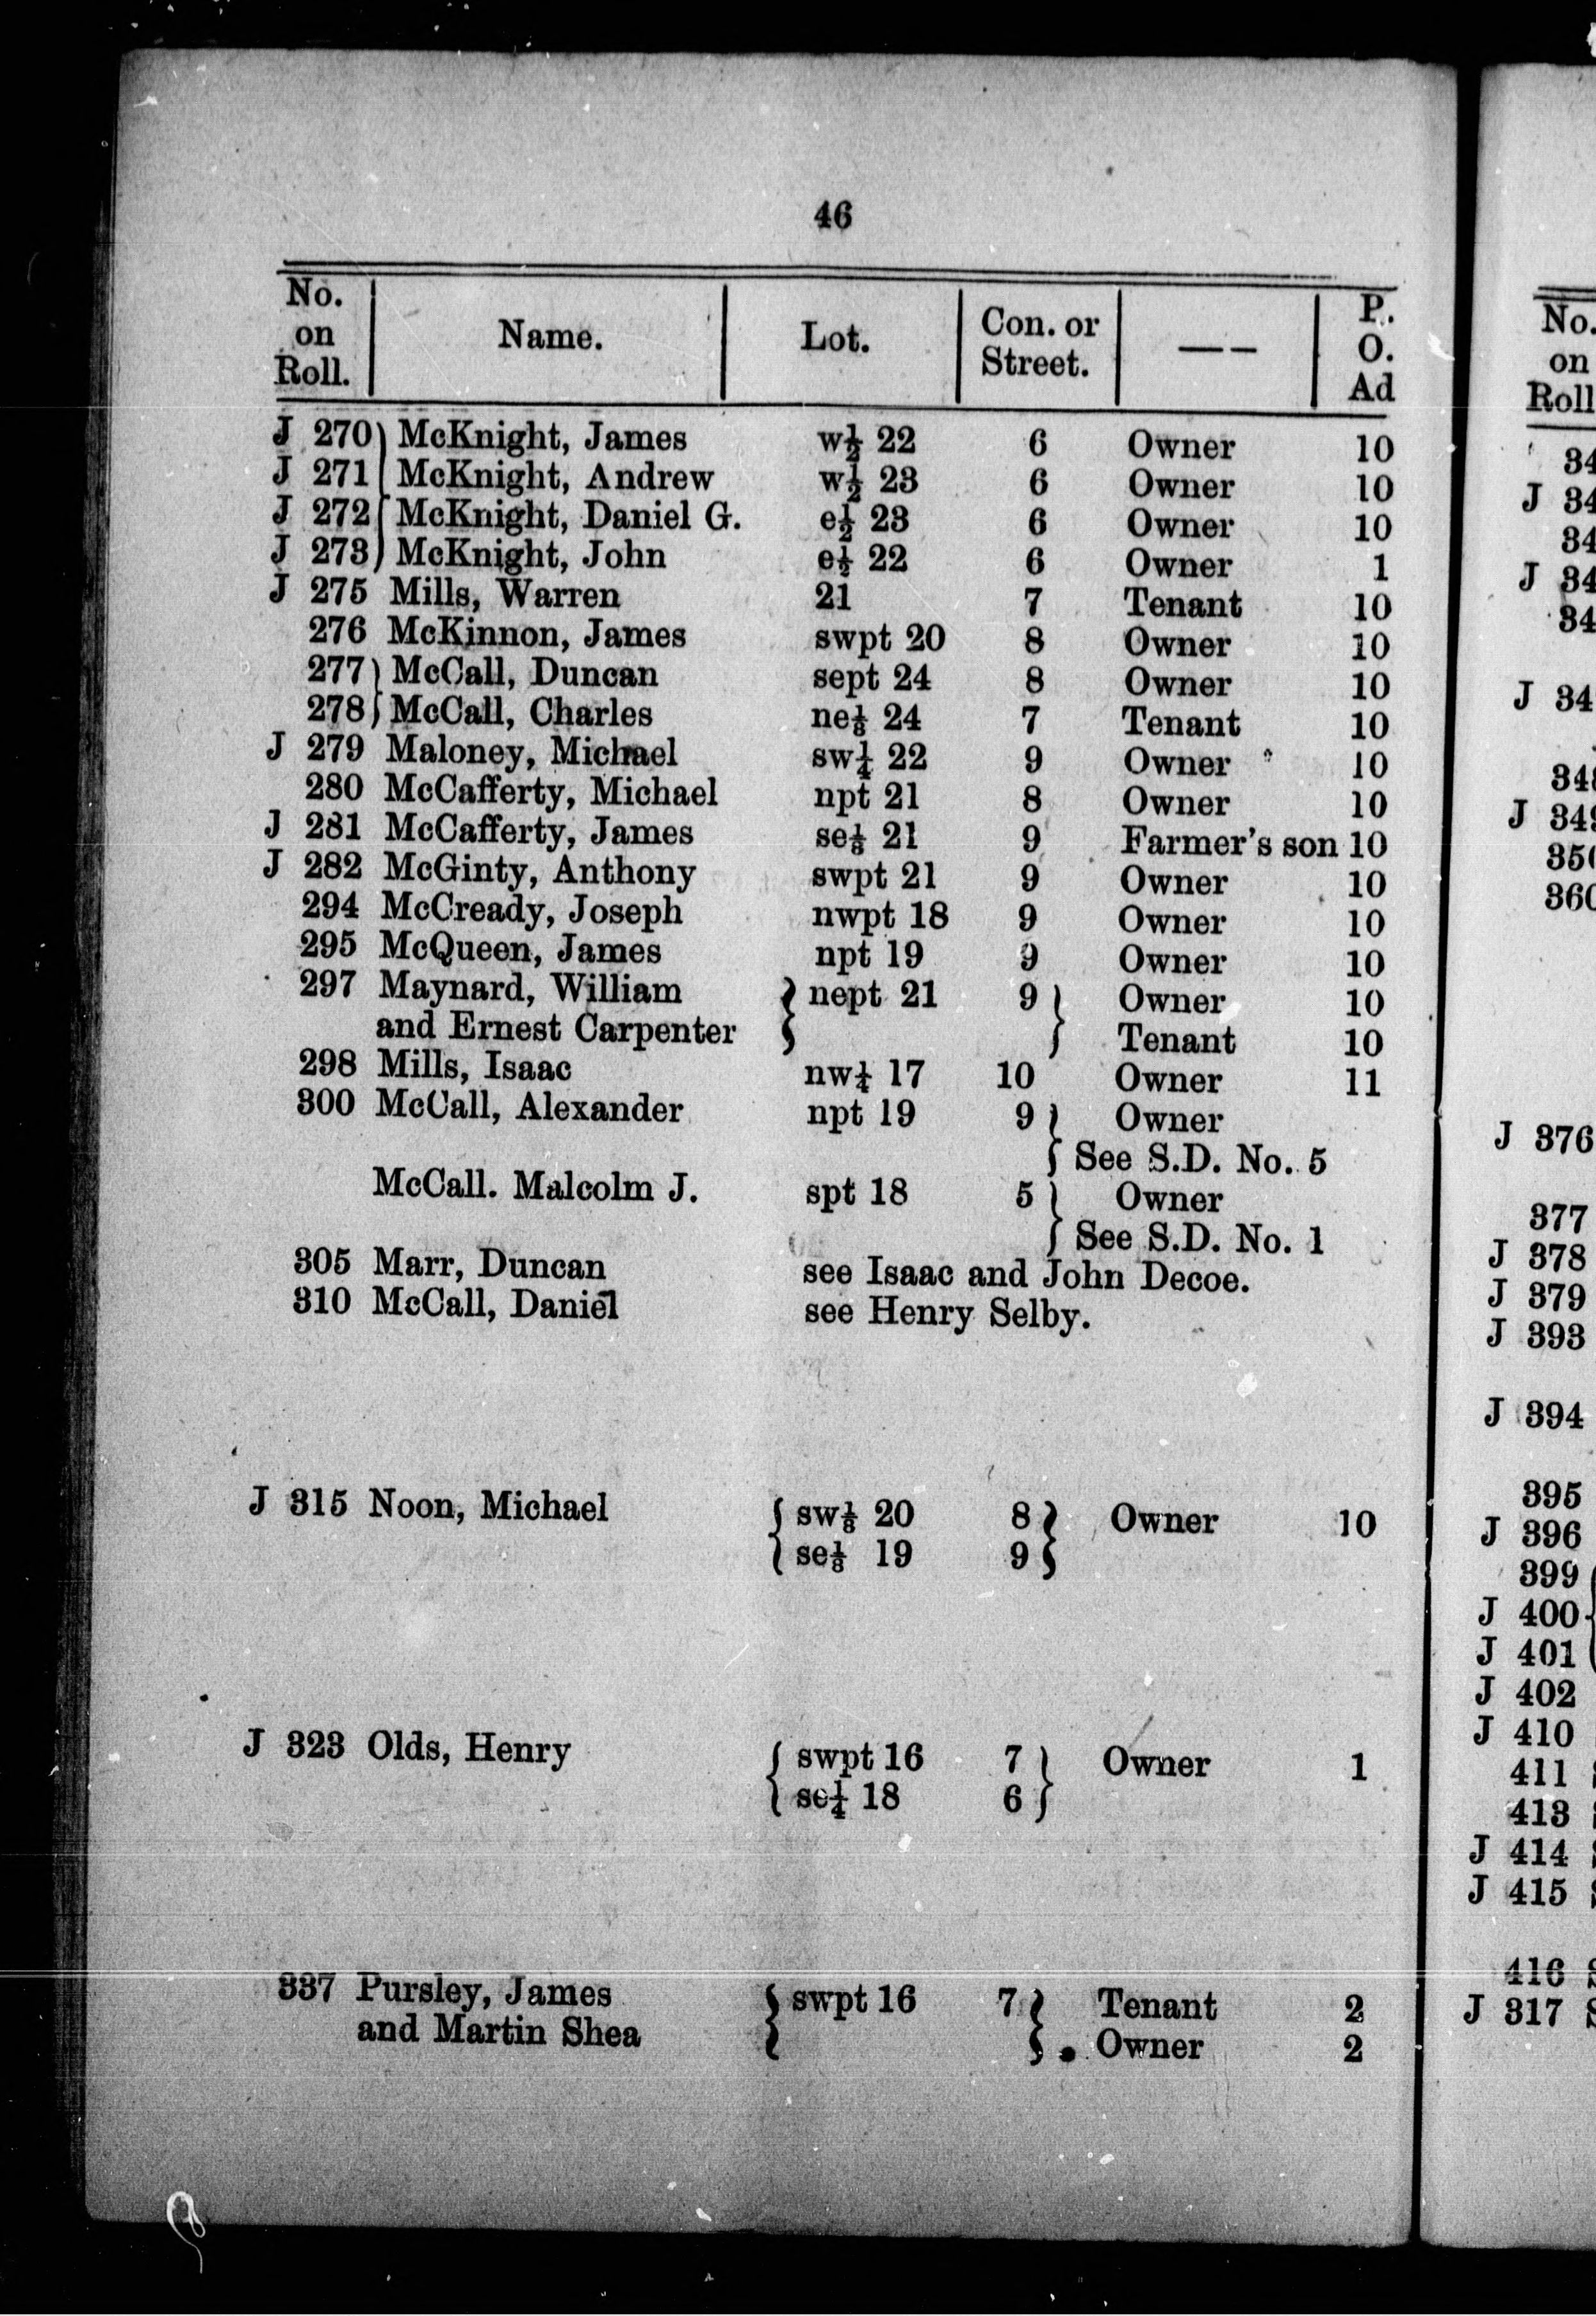 46
No. on Roll. Name. Lot. Con. or Street. —— P. O. Ad
J 270 McKnight, James w½ 22 6 Owner 10
J 271 McKnight, Andrew w½ 23 6 Owner 10
J 272 McKnight, Daniel G. e½ 23 6 Owner 10
J 273 McKnight, John e½ 22 6 Owner 1
J 275 Mills, Warren 21 7 Tenant 10
276 McKinnon, James swpt 20 8 Owner 10
277 McCall, Duncan sept 24 8 Owner 10
278 McCall, Charles ne⅛ 24 7 Tenant 10
J 279 Maloney, Michael sw¼ 22 9 Owner 10
280 McCafferty, Michael npt 21 8 Owner 10
J 281 McCafferty, James se⅛ 21 9 Farmer's son 10
J 282 McGinty, Anthony swpt 21 9 Owner 10
294 McCready, Joseph nwpt 18 9 Owner 10
295 McQueen, James npt 19 9 Owner 10
297 Maynard, William } nept 21 9 } Owner 10
and Ernest Carpenter Tenant 10
298 Mills, Isaac nw¼ 17 10 Owner 11
300 McCall, Alexander npt 19 9 } Owner
See S.D. No. 5
McCall. Malcolm J. spt 18 5 } Owner
See S.D. No. 1
305 Marr, Duncan see Isaac and John Decoe.
310 McCall, Daniel see Henry Selby.
J 315 Noon, Michael { sw⅛ 20 8 } Owner 10
se⅛ 19 9
J 323 Olds, Henry { swpt 16 7 } Owner 1
se¼ 18 6
337 Pursley, James } swpt 16 7 } Tenant 2
and Martin Shea Owner 2
No.
on
Roll
34
J 34
34
J 34
34
J 34
348
J 349
350
360
J 376
377
J 378
J 379
J 393
J 394
395
J 396
399
J 400
J 401
J 402
J 410
411
413
J 414
J 415
416
J 317